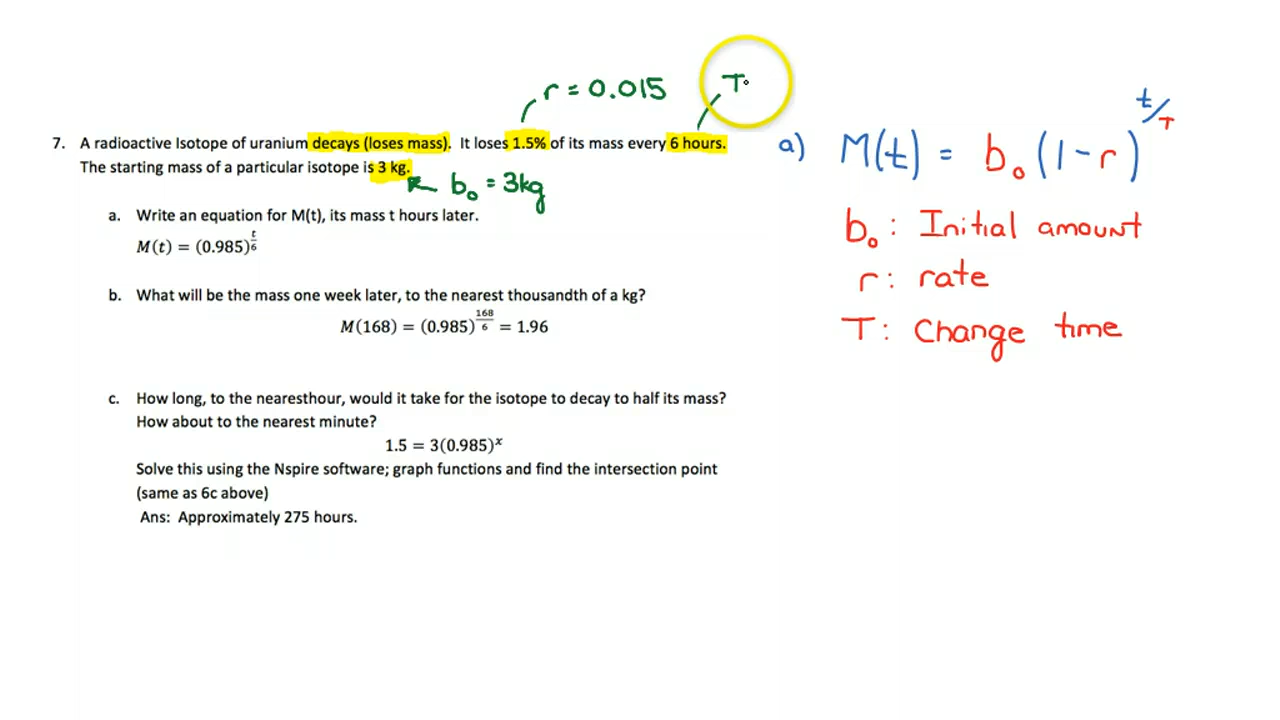 r = 0.015
T
7. A radioactive Isotope of uranium decays (loses mass). It loses 1.5% of its mass every 6 hours.
The starting mass of a particular isotope is 3 kg.
b₀ = 3kg
a. Write an equation for M(t), its mass t hours later.
M(t) = (0.985)^(t/6)
b. What will be the mass one week later, to the nearest thousandth of a kg?
M(168) = (0.985)^(168/6) = 1.96
c. How long, to the nearesthour, would it take for the isotope to decay to half its mass?
How about to the nearest minute?
1.5 = 3(0.985)^x
Solve this using the Nspire software; graph functions and find the intersection point
(same as 6c above)
Ans: Approximately 275 hours.
a) M(t) = b₀(1-r)^(t/T)
b₀: Initial amount
r: rate
T: Change time